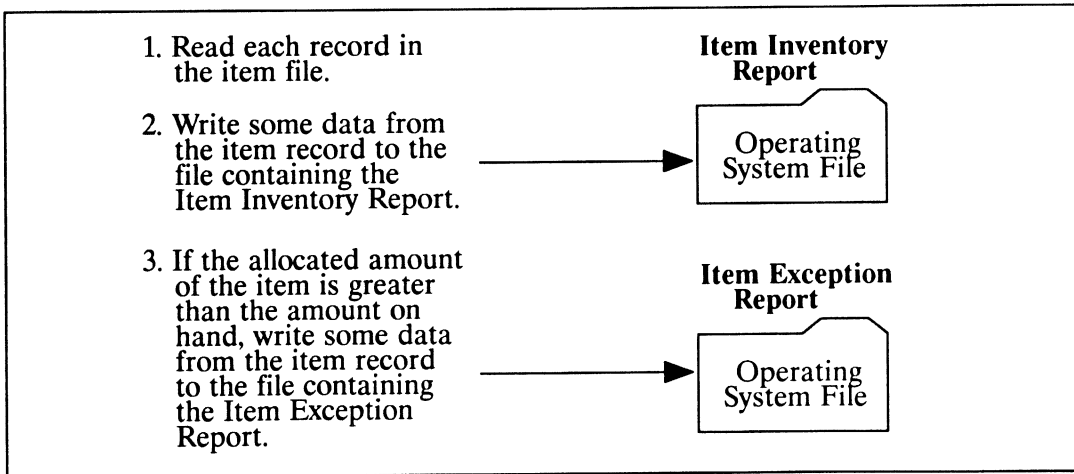 1. Read each record in
the item file.
Item Inventory
Report
2. Write some data from
the item record to the
file containing the
Item Inventory Report.
Operating
System File
3. If the allocated amount
of the item is greater
than the amount on
hand, write some data
from the item record
to the file containing
the Item Exception
Report.
Item Exception
Report
Operating
System File